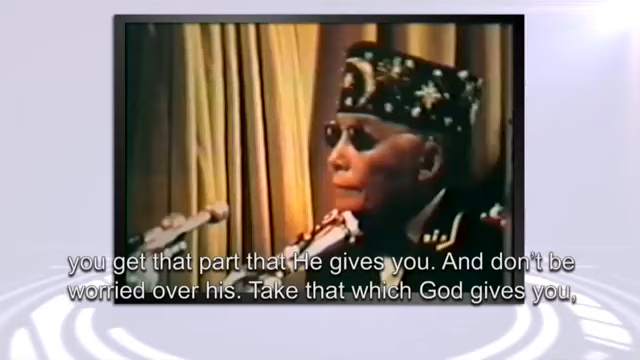 you get that part that He gives you. And don't be
worried over his. Take that which God gives you,